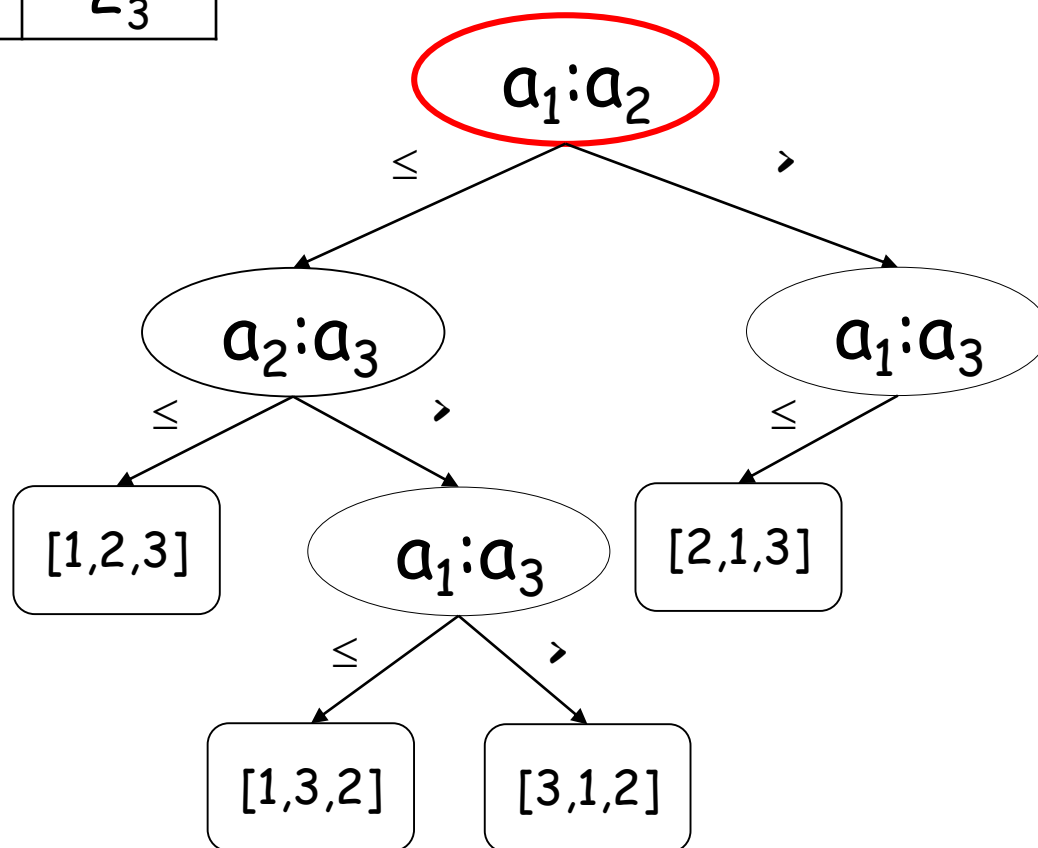 a₁:a₂
≤ >
a₂:a₃ a₁:a₃
≤ > ≤
[1,2,3] a₁:a₃ [2,1,3]
≤ >
[1,3,2] [3,1,2]